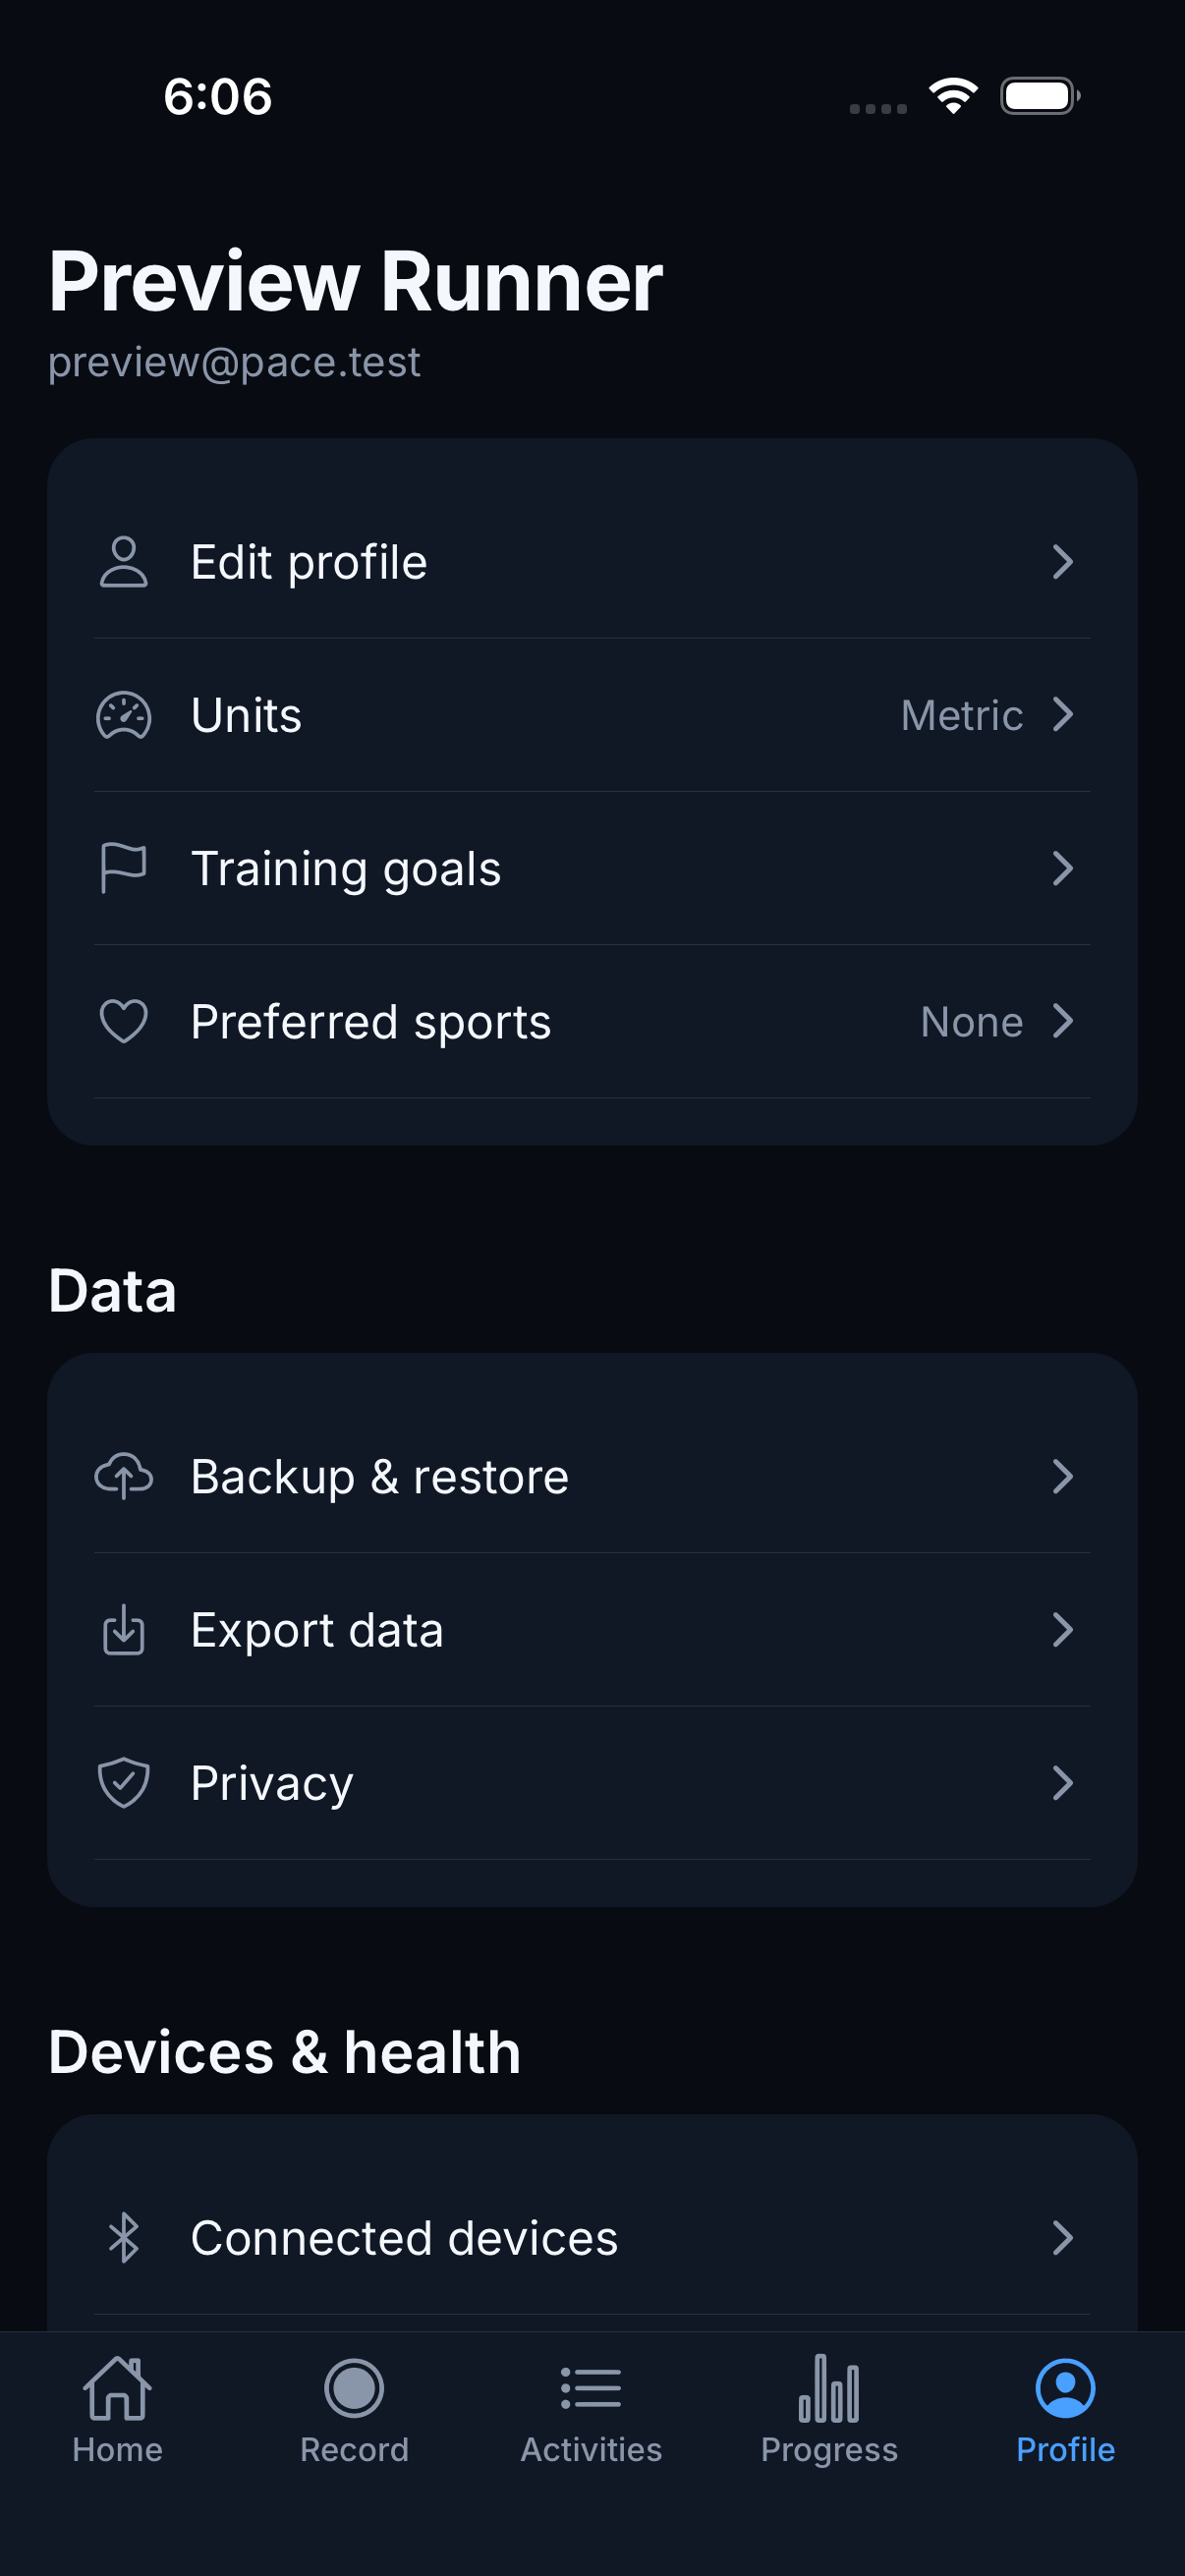 6:06
Preview Runner
preview@pace.test
Edit profile
Units Metric
Training goals
Preferred sports None
Data
Backup & restore
Export data
Privacy
Devices & health
Connected devices
Home Record Activities Progress Profile